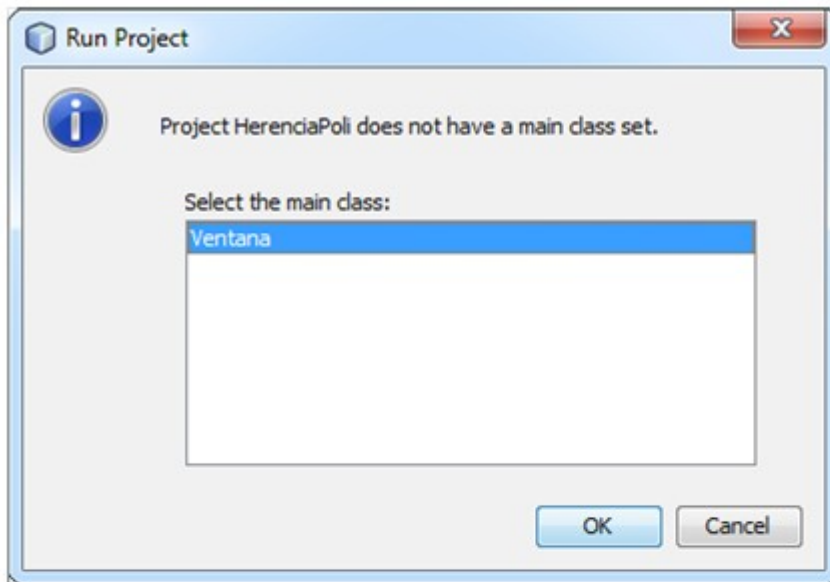 Run Project
Project HerenciaPoli does not have a main class set.
Select the main class:
Ventana
OK
Cancel